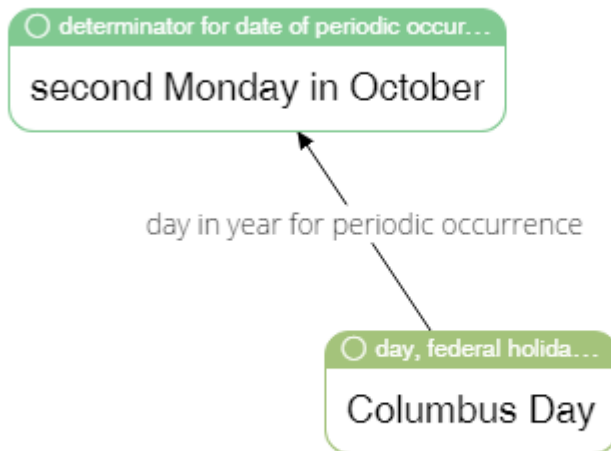 determinator for date of periodic occur...
second Monday in October
day in year for periodic occurrence
day, federal holida...
Columbus Day